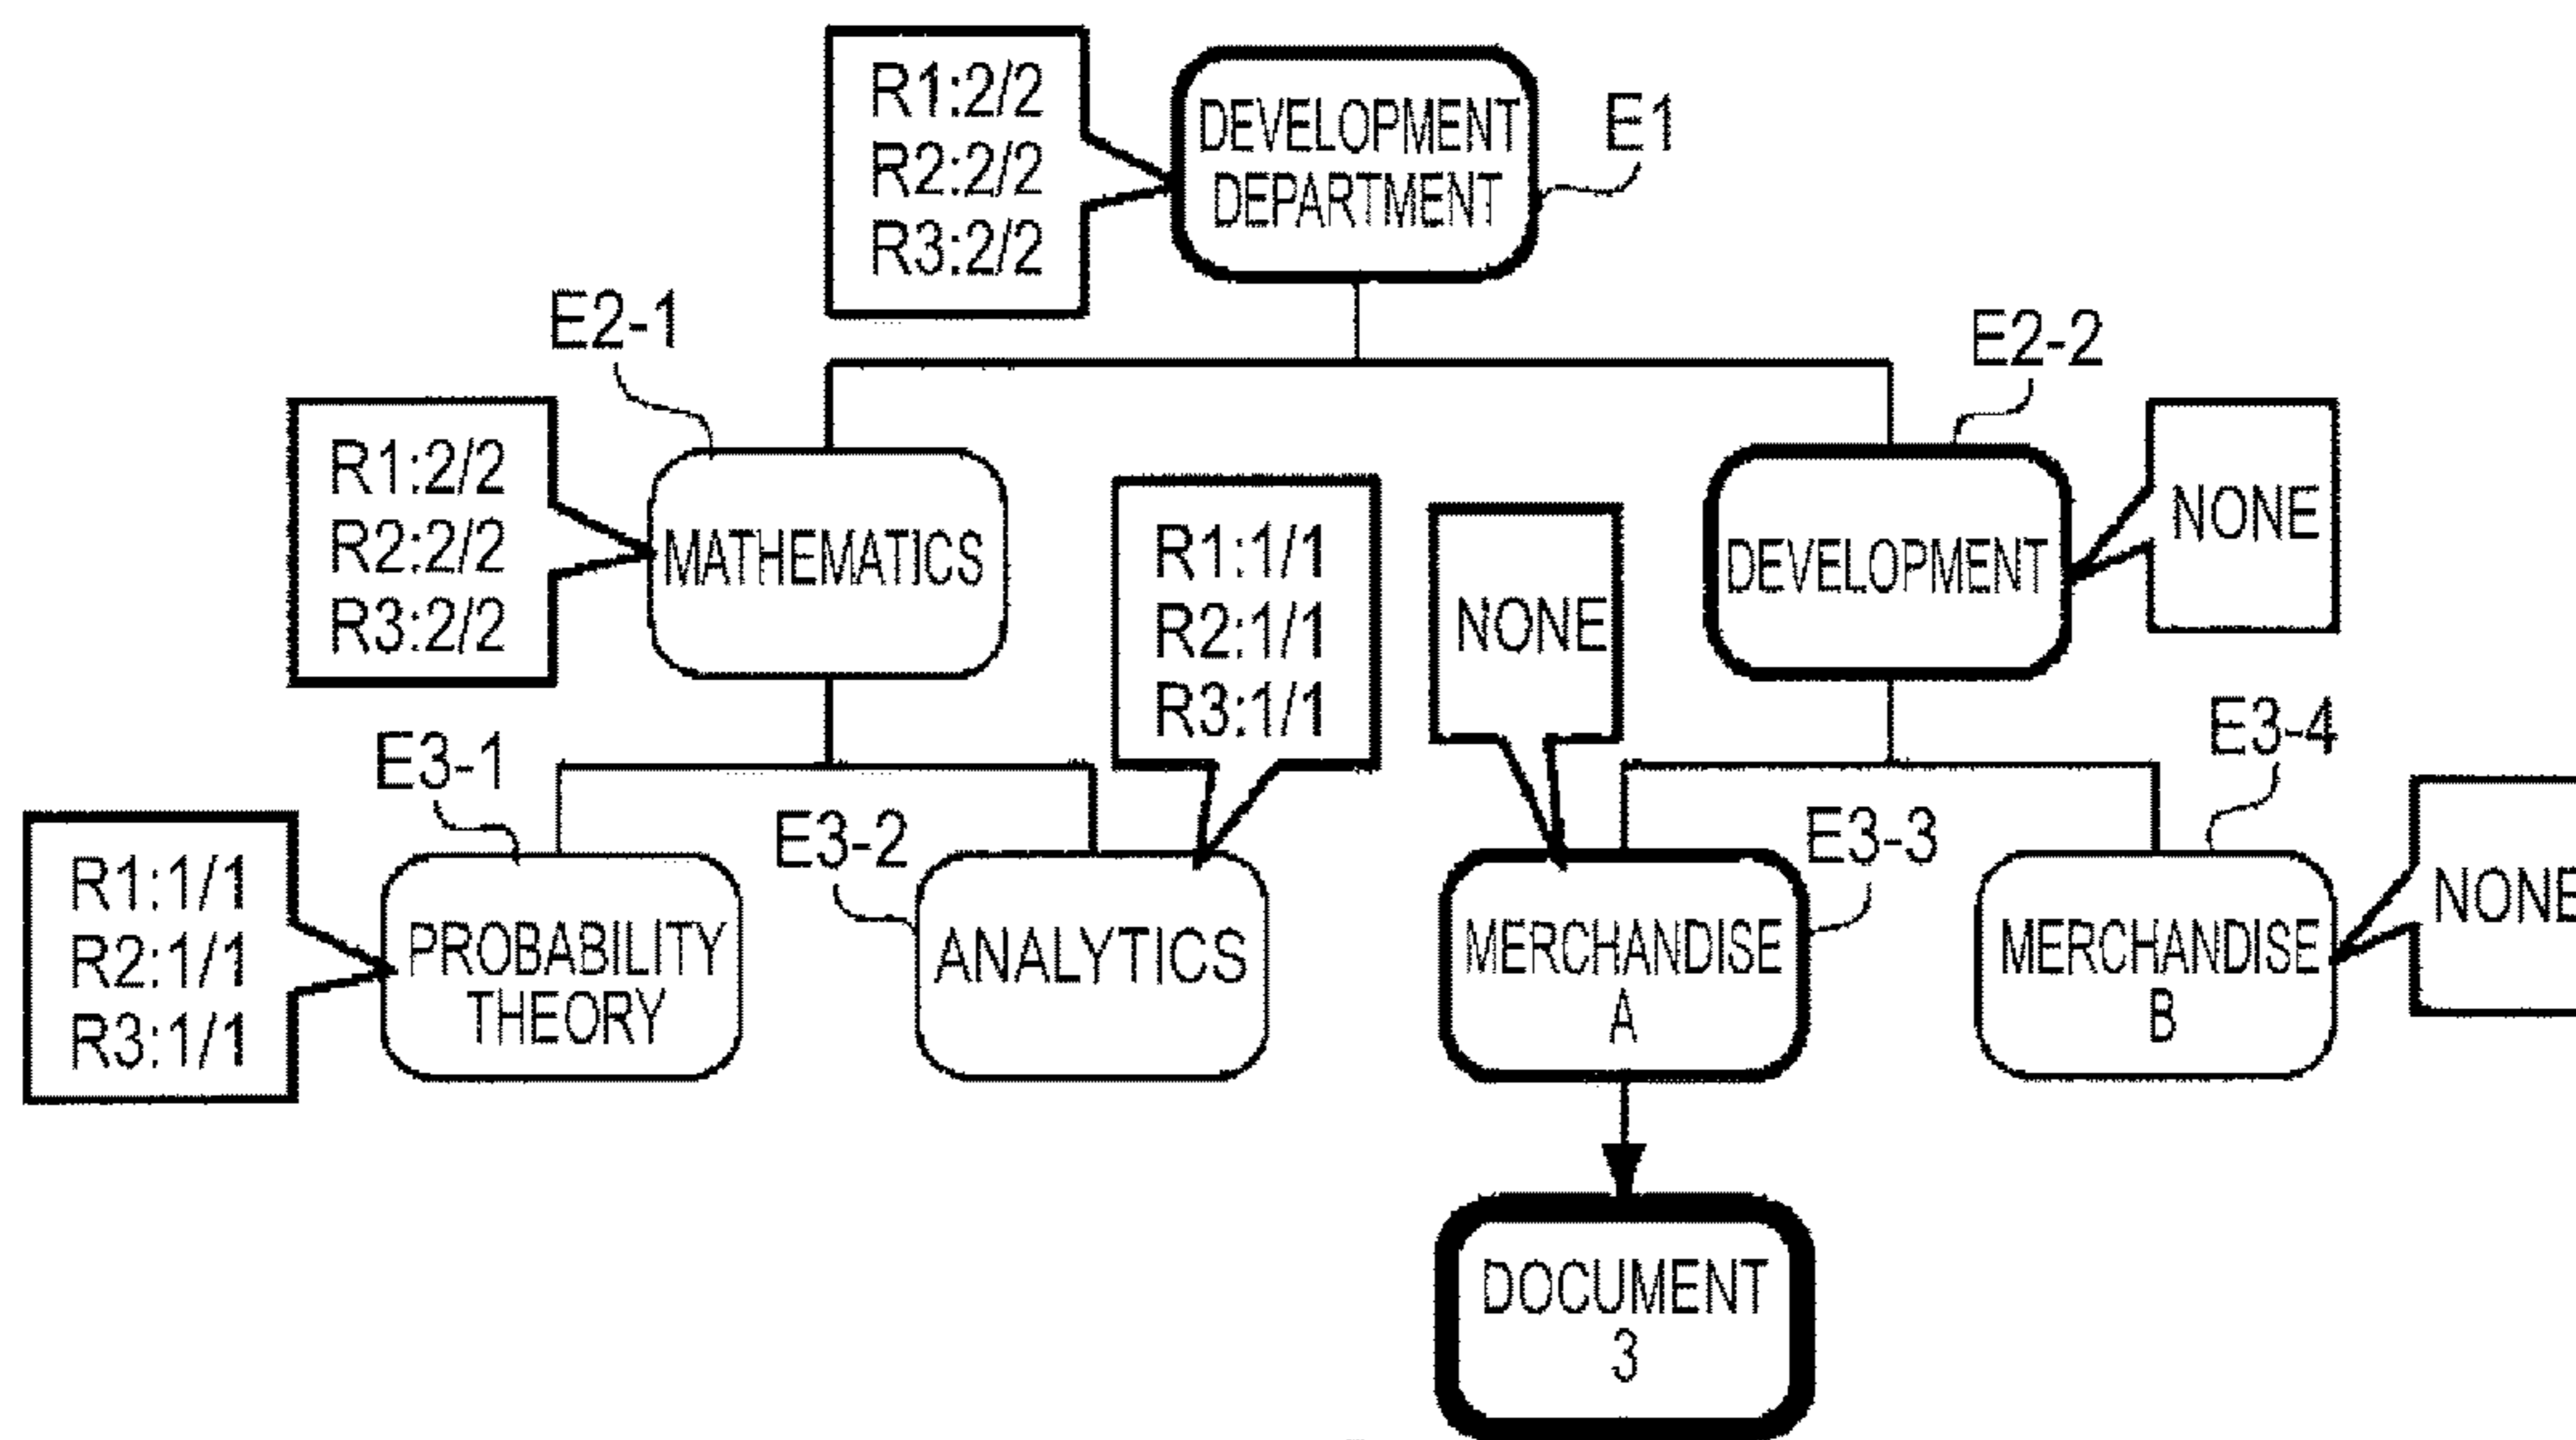 R1:2/2
R2:2/2
R3:2/2
DEVELOPMENT
DEPARTMENT
E1
E2-1
E2-2
R1:2/2
R2:2/2
R3:2/2
MATHEMATICS
R1:1/1
R2:1/1
R3:1/1
NONE
DEVELOPMENT
NONE
E3-1
E3-2
E3-3
E3-4
R1:1/1
R2:1/1
R3:1/1
PROBABILITY
THEORY
ANALYTICS
MERCHANDISE
A
MERCHANDISE
B
NONE
DOCUMENT
3